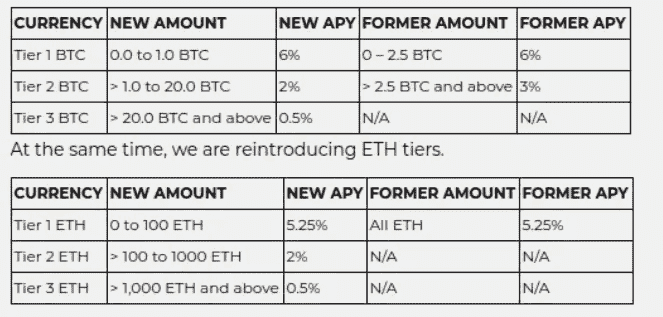 CURRENCY NEW AMOUNT NEW APY FORMER AMOUNT FORMER APY
Tier 1 BTC 0.0 to 1.0 BTC 6% 0 – 2.5 BTC 6%
Tier 2 BTC > 1.0 to 20.0 BTC 2% > 2.5 BTC and above 3%
Tier 3 BTC > 20.0 BTC and above 0.5% N/A N/A
At the same time, we are reintroducing ETH tiers.
CURRENCY NEW AMOUNT NEW APY FORMER AMOUNT FORMER APY
Tier 1 ETH 0 to 100 ETH 5.25% All ETH 5.25%
Tier 2 ETH > 100 to 1000 ETH 2% N/A N/A
Tier 3 ETH > 1,000 ETH and above 0.5% N/A N/A